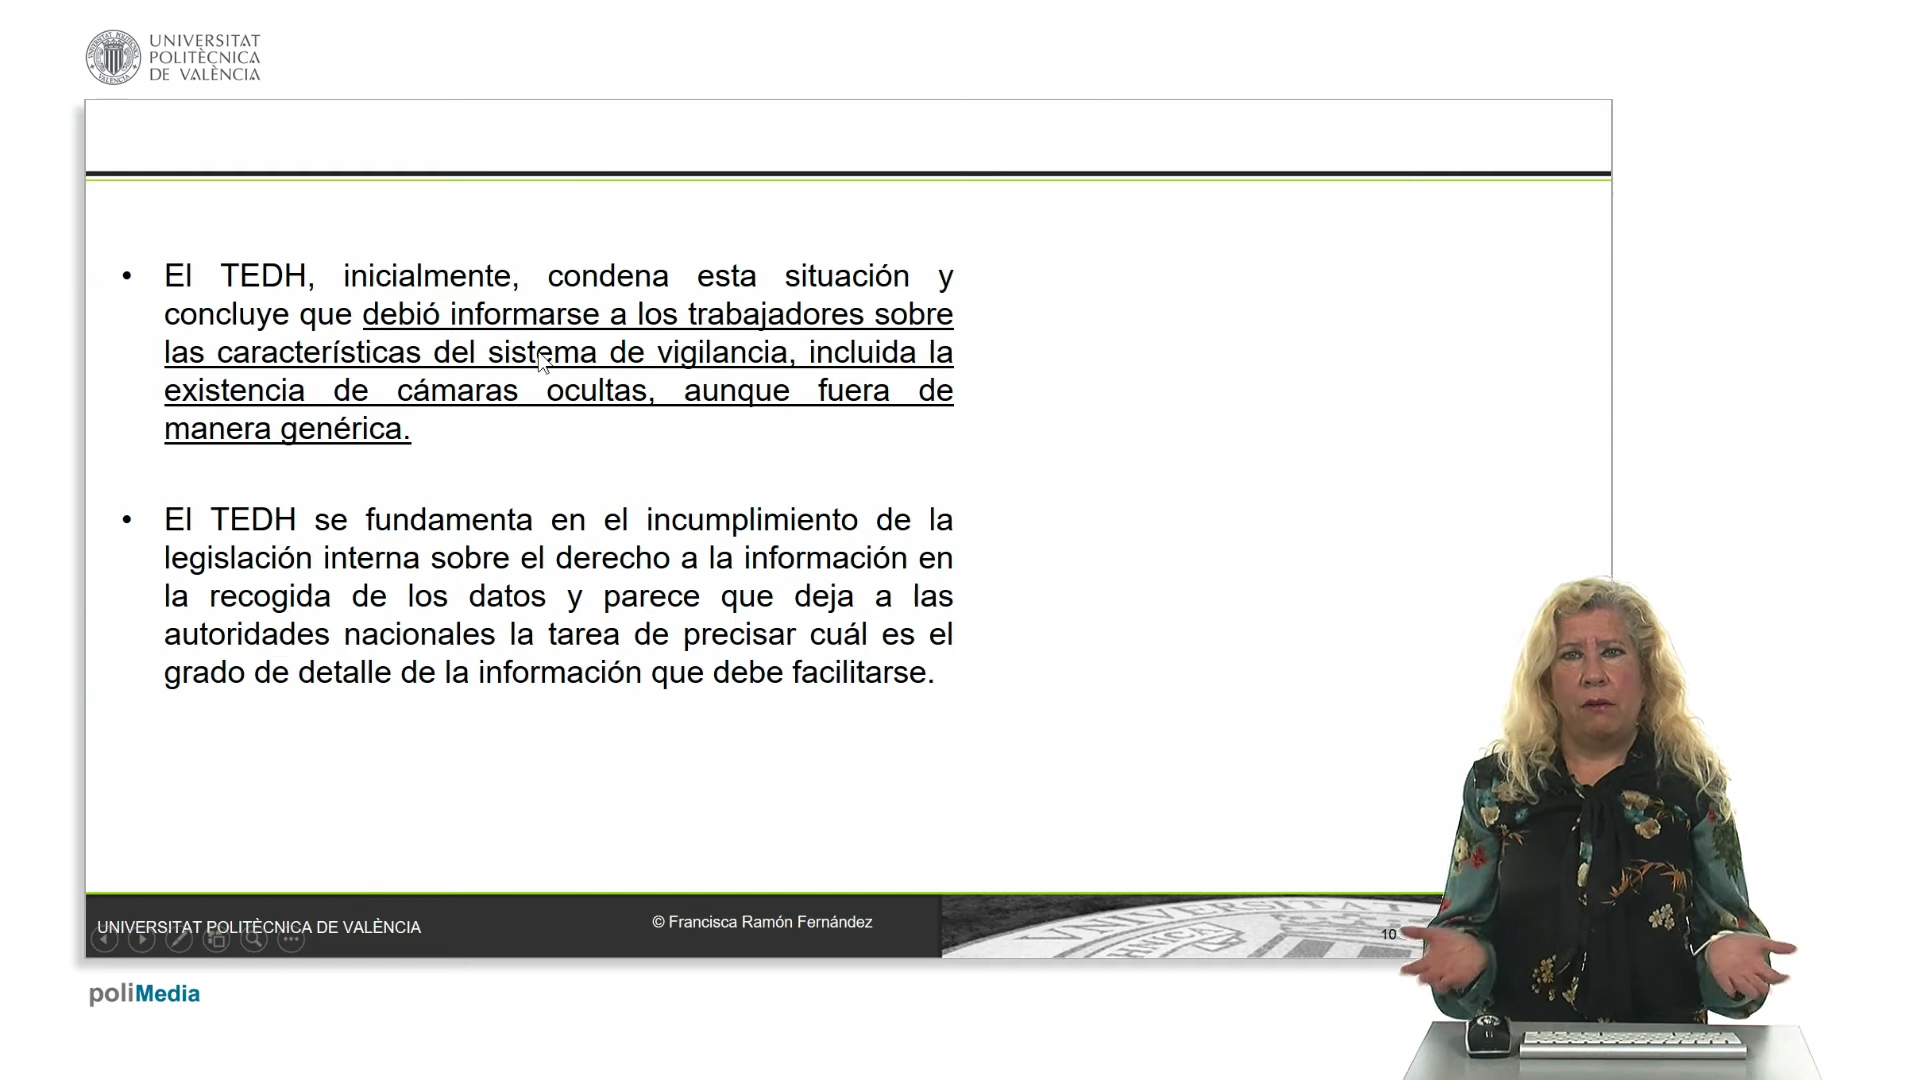 UNIVERSITAT
POLITÈCNICA
DE VALÈNCIA
• El TEDH, inicialmente, condena esta situación y
concluye que debió informarse a los trabajadores sobre
las características del sistema de vigilancia, incluida la
existencia de cámaras ocultas, aunque fuera de
manera genérica.
• El TEDH se fundamenta en el incumplimiento de la
legislación interna sobre el derecho a la información en
la recogida de los datos y parece que deja a las
autoridades nacionales la tarea de precisar cuál es el
grado de detalle de la información que debe facilitarse.
UNIVERSITAT POLITÈCNICA DE VALÈNCIA
© Francisca Ramón Fernández
10
poliMedia